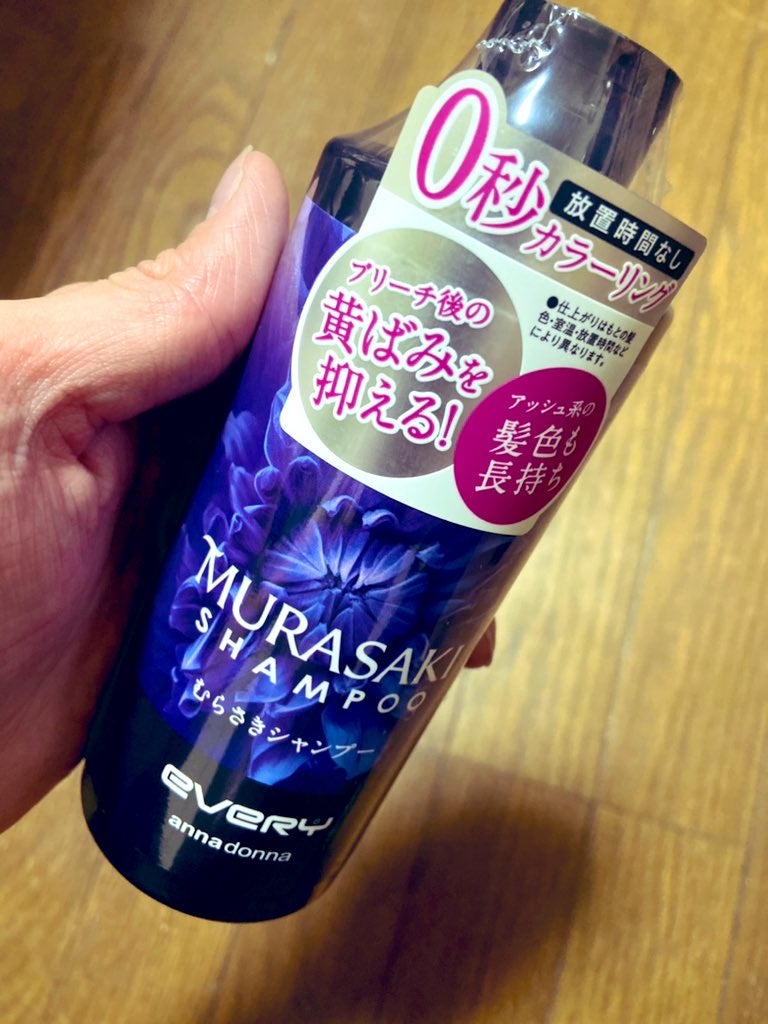 0秒
放置時間なし
カラーリング
ブリーチ後の
黄ばみを
抑える!
●仕上がりはもとの髪
色・室温・放置時間など
により異なります。
アッシュ系の
髪色も
長持ち
MURASAKI
SHAMPOO
むらさきシャンプー
every
annadonna